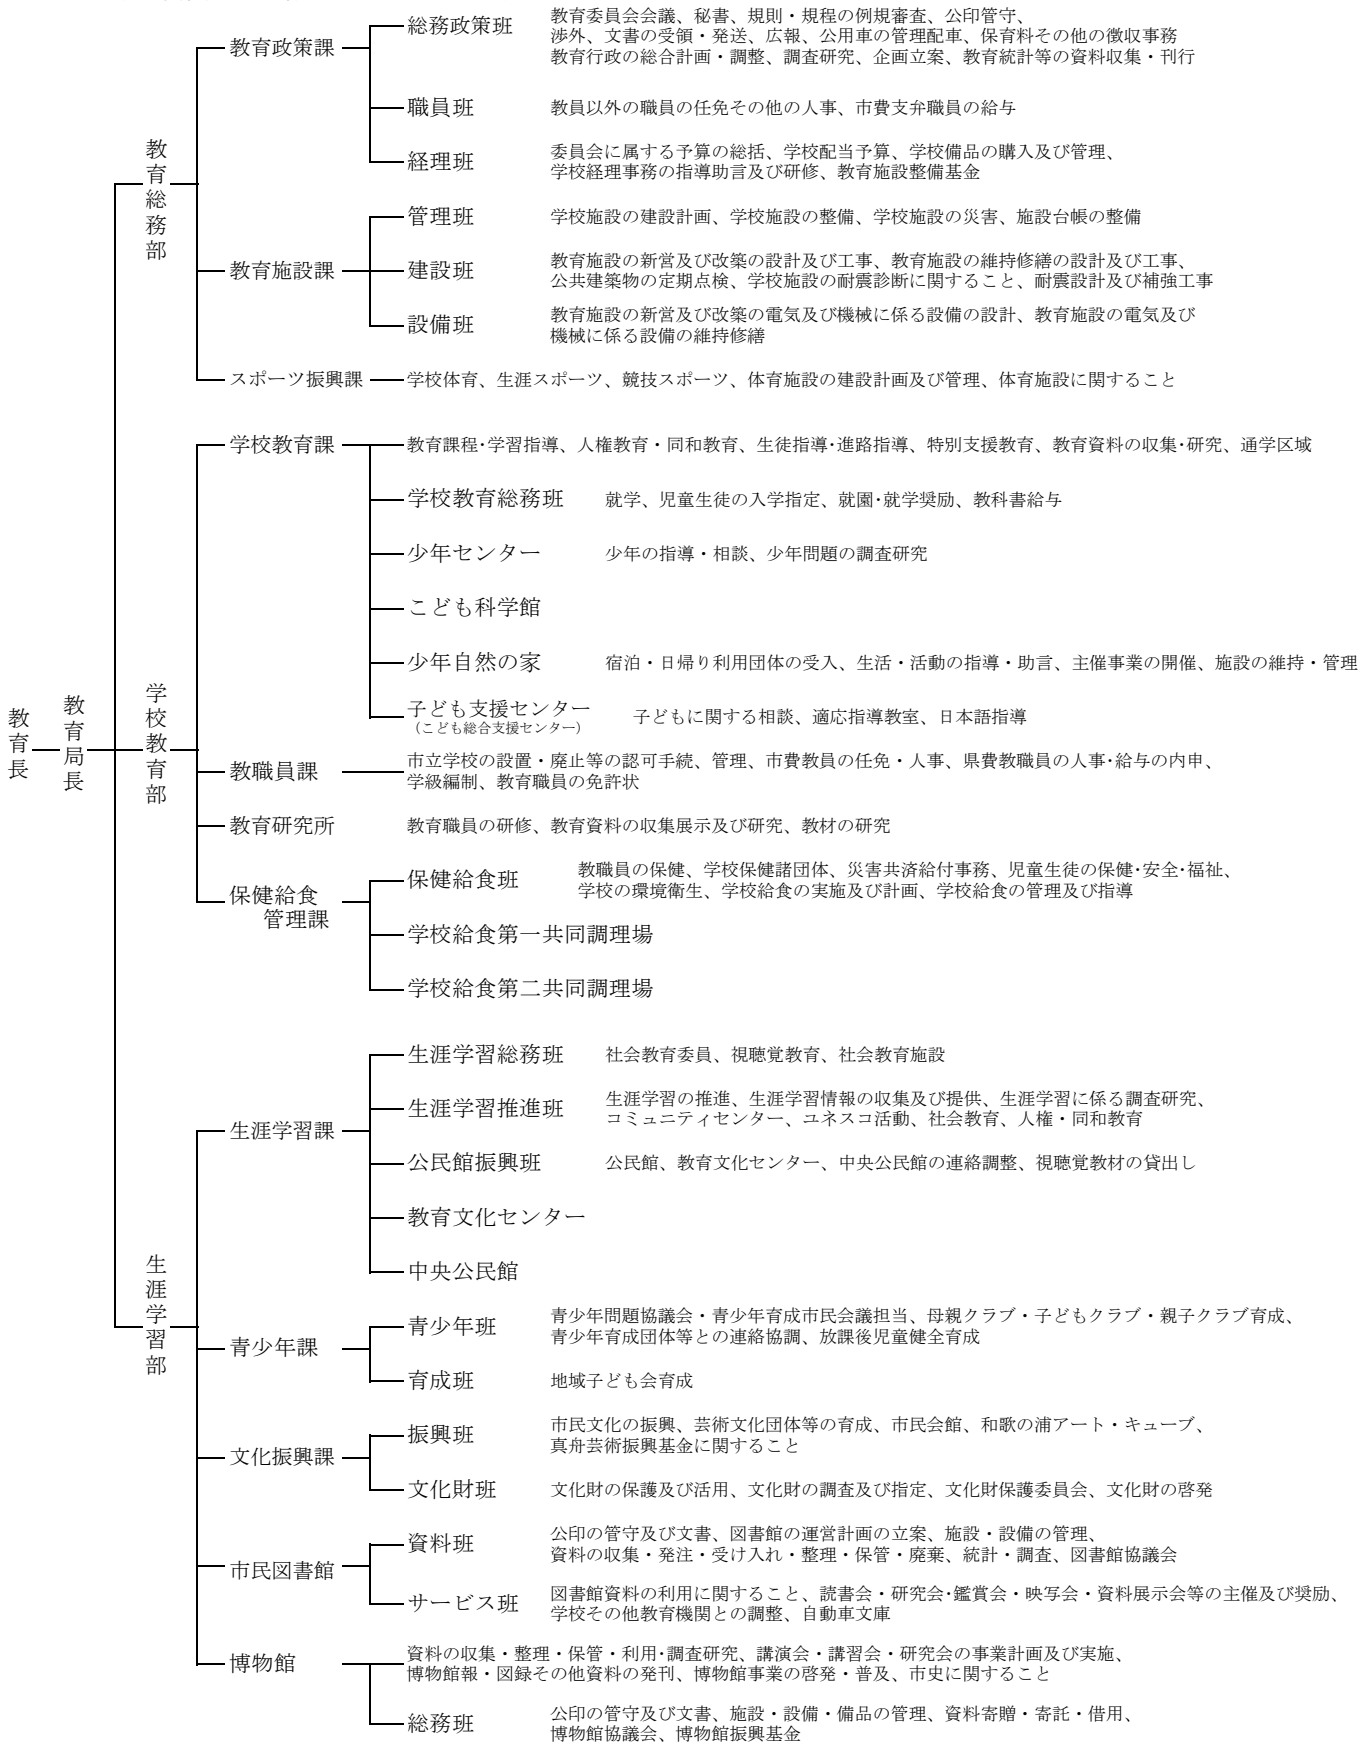 教育長
教育局長
教育総務部
教育政策課
総務政策班
教育委員会会議、秘書、規則・規程の例規審査、公印管守、
渉外、文書の受領・発送、広報、公用車の管理配車、保育料その他の徴収事務
教育行政の総合計画・調整、調査研究、企画立案、教育統計等の資料収集・刊行
職員班
教員以外の職員の任免その他の人事、市費支弁職員の給与
経理班
委員会に属する予算の総括、学校配当予算、学校備品の購入及び管理、
学校経理事務の指導助言及び研修、教育施設整備基金
教育施設課
管理班
学校施設の建設計画、学校施設の整備、学校施設の災害、施設台帳の整備
建設班
教育施設の新営及び改築の設計及び工事、教育施設の維持修繕の設計及び工事、
公共建築物の定期点検、学校施設の耐震診断に関すること、耐震設計及び補強工事
設備班
教育施設の新営及び改築の電気及び機械に係る設備の設計、教育施設の電気及び
機械に係る設備の維持修繕
スポーツ振興課
学校体育、生涯スポーツ、競技スポーツ、体育施設の建設計画及び管理、体育施設に関すること
学校教育部
学校教育課
教育課程・学習指導、人権教育・同和教育、生徒指導・進路指導、特別支援教育、教育資料の収集・研究、通学区域
学校教育総務班
就学、児童生徒の入学指定、就園・就学奨励、教科書給与
少年センター
少年の指導・相談、少年問題の調査研究
こども科学館
少年自然の家
宿泊・日帰り利用団体の受入、生活・活動の指導・助言、主催事業の開催、施設の維持・管理
子ども支援センター
（こども総合支援センター）
子どもに関する相談、適応指導教室、日本語指導
教職員課
市立学校の設置・廃止等の認可手続、管理、市費教員の任免・人事、県費教職員の人事・給与の内申、
学級編制、教育職員の免許状
教育研究所
教育職員の研修、教育資料の収集展示及び研究、教材の研究
保健給食
管理課
保健給食班
教職員の保健、学校保健諸団体、災害共済給付事務、児童生徒の保健・安全・福祉、
学校の環境衛生、学校給食の実施及び計画、学校給食の管理及び指導
学校給食第一共同調理場
学校給食第二共同調理場
生涯学習部
生涯学習課
生涯学習総務班
社会教育委員、視聴覚教育、社会教育施設
生涯学習推進班
生涯学習の推進、生涯学習情報の収集及び提供、生涯学習に係る調査研究、
コミュニティセンター、ユネスコ活動、社会教育、人権・同和教育
公民館振興班
公民館、教育文化センター、中央公民館の連絡調整、視聴覚教材の貸出し
教育文化センター
中央公民館
青少年課
青少年班
青少年問題協議会・青少年育成市民会議担当、母親クラブ・子どもクラブ・親子クラブ育成、
青少年育成団体等との連絡協調、放課後児童健全育成
育成班
地域子ども会育成
文化振興課
振興班
市民文化の振興、芸術文化団体等の育成、市民会館、和歌の浦アート・キューブ、
真舟芸術振興基金に関すること
文化財班
文化財の保護及び活用、文化財の調査及び指定、文化財保護委員会、文化財の啓発
市民図書館
資料班
公印の管守及び文書、図書館の運営計画の立案、施設・設備の管理、
資料の収集・発注・受け入れ・整理・保管・廃棄、統計・調査、図書館協議会
サービス班
図書館資料の利用に関すること、読書会・研究会・鑑賞会・映写会・資料展示会等の主催及び奨励、
学校その他教育機関との調整、自動車文庫
博物館
資料の収集・整理・保管・利用・調査研究、講演会・講習会・研究会の事業計画及び実施、
博物館報・図録その他資料の発刊、博物館事業の啓発・普及、市史に関すること
総務班
公印の管守及び文書、施設・設備・備品の管理、資料寄贈・寄託・借用、
博物館協議会、博物館振興基金